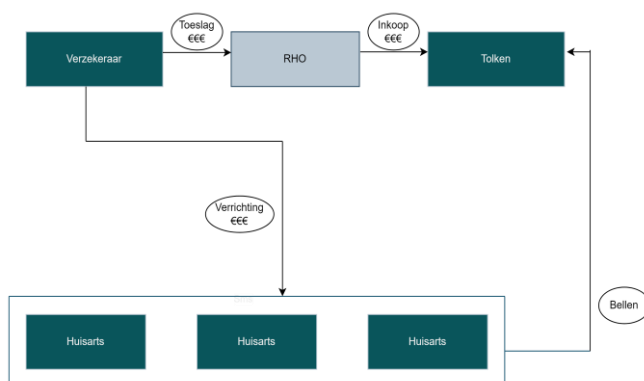 Toeslag
€€€
Inkoop
€€€
Verzekeraar
RHO
Tolken
Verrichting
€€€
Bellen
Huisarts
Huisarts
Huisarts